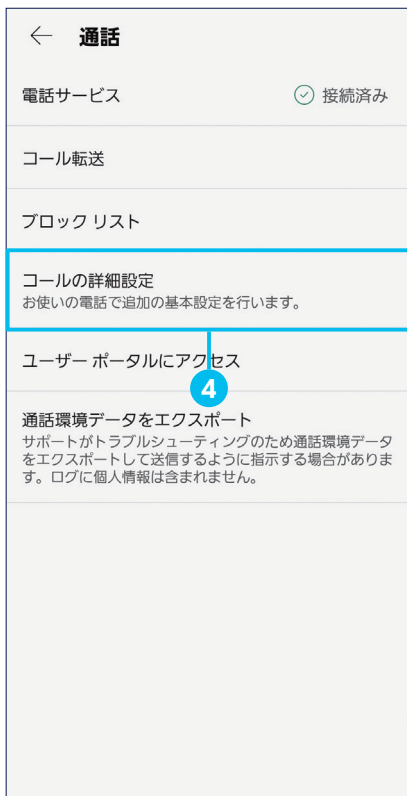 ← 通話
電話サービス 接続済み
コール転送
ブロック リスト
コールの詳細設定
お使いの電話で追加の基本設定を行います。
ユーザー ポータルにアクセス
4
通話環境データをエクスポート
サポートがトラブルシューティングのため通話環境データ
をエクスポートして送信するように指示する場合がありま
す。ログに個人情報は含まれません。